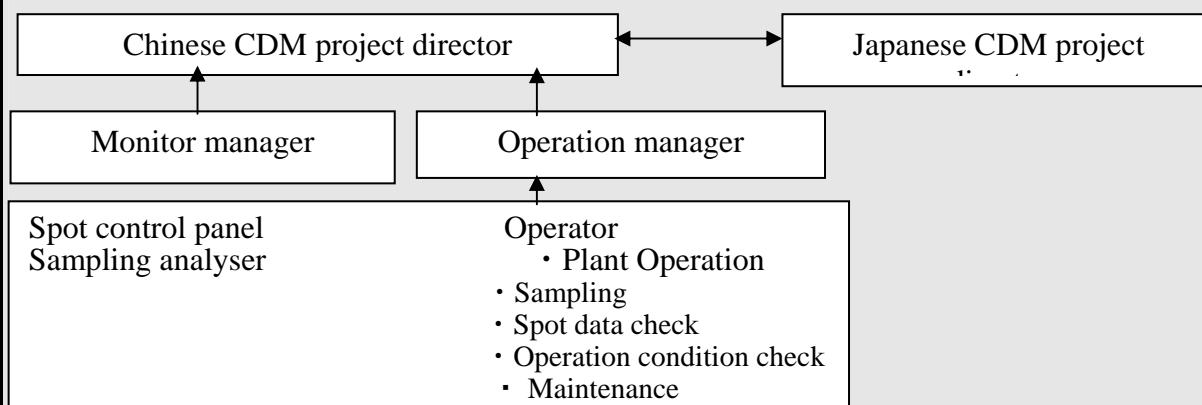 Chinese CDM project director
Japanese CDM project
Monitor manager
Operation manager
Spot control panel
Sampling analyser
Operator
・Plant Operation
・Sampling
・Spot data check
・Operation condition check
・ Maintenance